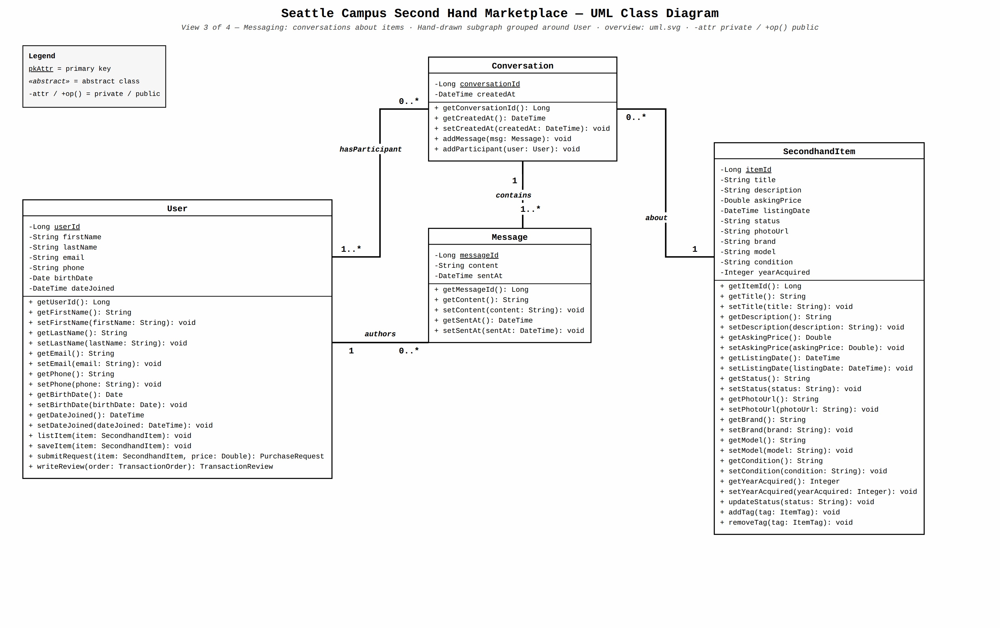 Seattle Campus Second Hand Marketplace — UML Class Diagram
View 3 of 4 — Messaging: conversations about items · Hand-drawn subgraph grouped around User · overview: uml.svg · -attr private / +op() public
Legend
pkAttr = primary key
«abstract» = abstract class
-attr / +op() = private / public
Conversation
-Long conversationId
-DateTime createdAt
+ getConversationId(): Long
+ getCreatedAt(): DateTime
+ setCreatedAt(createdAt: DateTime): void
+ addMessage(msg: Message): void
+ addParticipant(user: User): void
0..*
hasParticipant
1..*
0..*
about
1
1
contains
1..*
User
-Long userId
-String firstName
-String lastName
-String email
-String phone
-Date birthDate
-DateTime dateJoined
+ getUserId(): Long
+ getFirstName(): String
+ setFirstName(firstName: String): void
+ getLastName(): String
+ setLastName(lastName: String): void
+ getEmail(): String
+ setEmail(email: String): void
+ getPhone(): String
+ setPhone(phone: String): void
+ getBirthDate(): Date
+ setBirthDate(birthDate: Date): void
+ getDateJoined(): DateTime
+ setDateJoined(dateJoined: DateTime): void
+ listItem(item: SecondhandItem): void
+ saveItem(item: SecondhandItem): void
+ submitRequest(item: SecondhandItem, price: Double): PurchaseRequest
+ writeReview(order: TransactionOrder): TransactionReview
authors
1
0..*
Message
-Long messageId
-String content
-DateTime sentAt
+ getMessageId(): Long
+ getContent(): String
+ setContent(content: String): void
+ getSentAt(): DateTime
+ setSentAt(sentAt: DateTime): void
SecondhandItem
-Long itemId
-String title
-String description
-Double askingPrice
-DateTime listingDate
-String status
-String photoUrl
-String brand
-String model
-String condition
-Integer yearAcquired
+ getItemId(): Long
+ getTitle(): String
+ setTitle(title: String): void
+ getDescription(): String
+ setDescription(description: String): void
+ getAskingPrice(): Double
+ setAskingPrice(askingPrice: Double): void
+ getListingDate(): DateTime
+ setListingDate(listingDate: DateTime): void
+ getStatus(): String
+ setStatus(status: String): void
+ getPhotoUrl(): String
+ setPhotoUrl(photoUrl: String): void
+ getBrand(): String
+ setBrand(brand: String): void
+ getModel(): String
+ setModel(model: String): void
+ getCondition(): String
+ setCondition(condition: String): void
+ getYearAcquired(): Integer
+ setYearAcquired(yearAcquired: Integer): void
+ updateStatus(status: String): void
+ addTag(tag: ItemTag): void
+ removeTag(tag: ItemTag): void